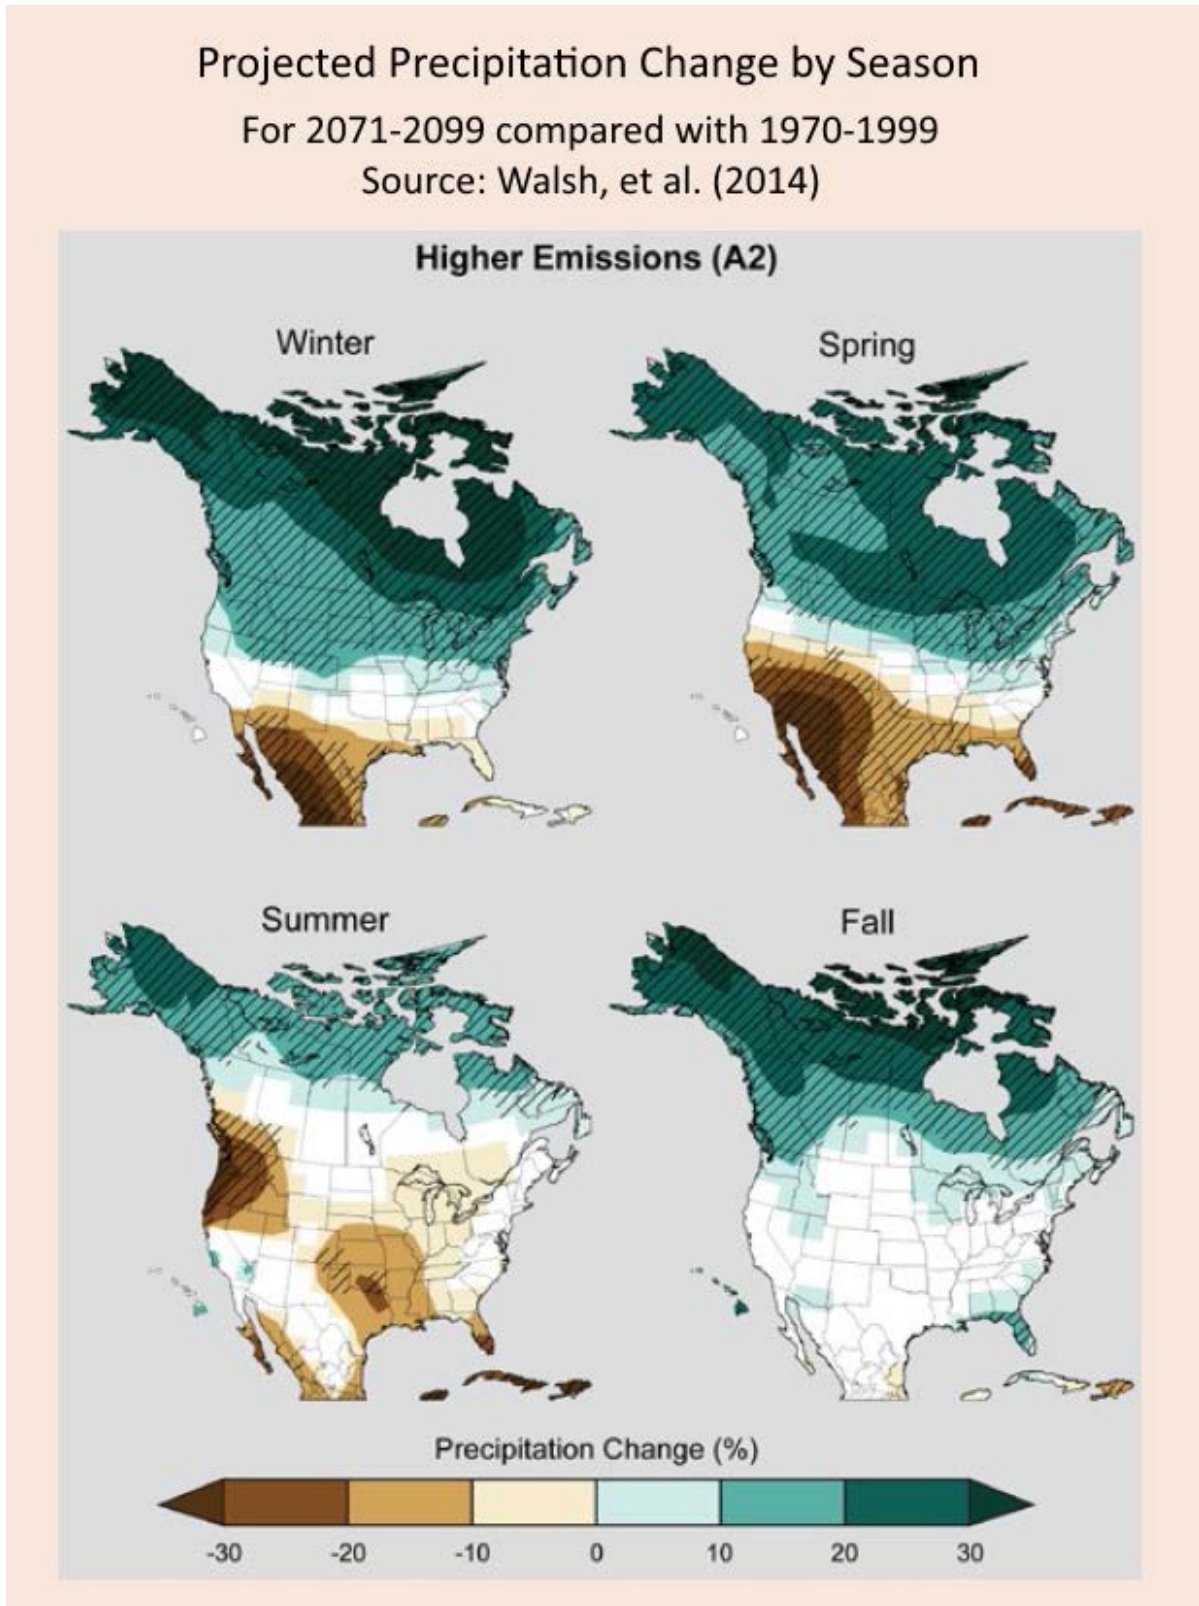 Projected Precipitation Change by Season
For 2071-2099 compared with 1970-1999
Source: Walsh, et al. (2014)
Higher Emissions (A2)
Winter
Spring
Summer
Fall
Precipitation Change (%)
-30 -20 -10 0 10 20 30